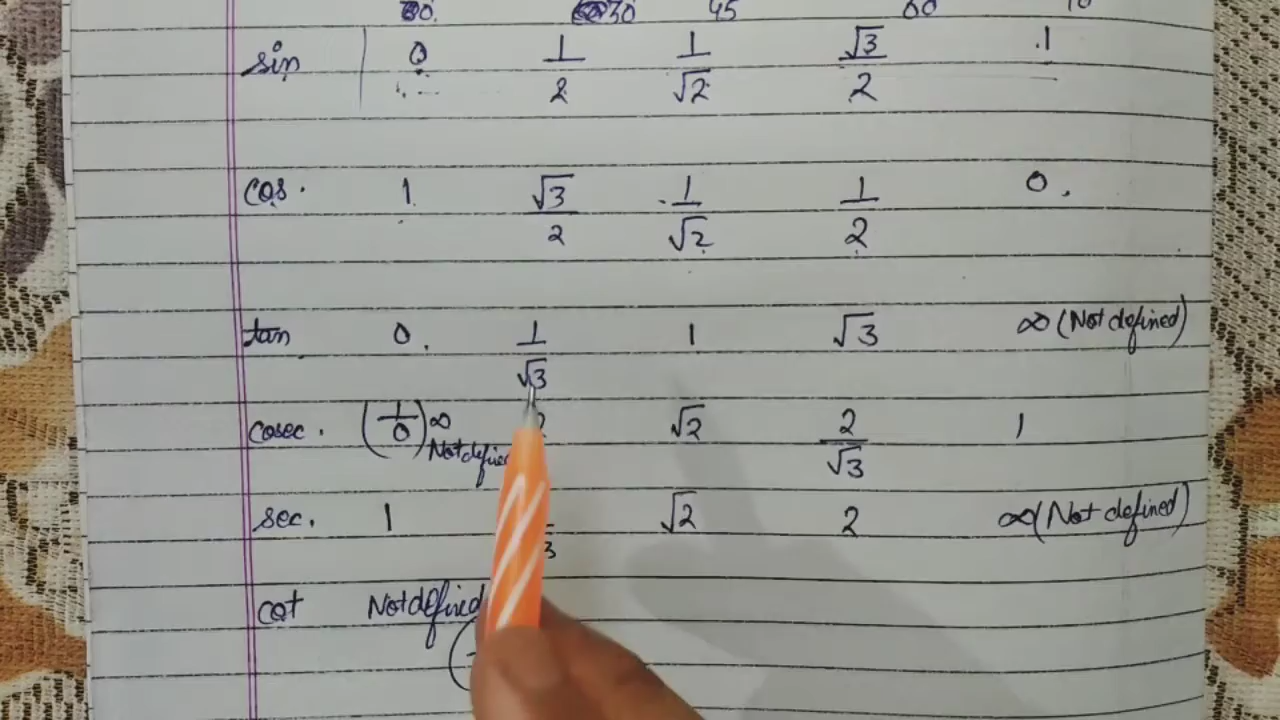 30 45 60
sin 0 1/2 1/√2 √3/2 1
cos. 1 √3/2 1/√2 1/2 0.
tan 0. 1/√3 1 √3 ∞ (Not defined)
cosec. (1/0) ∞ Not define √2 2/√3 1
sec. 1 √2 2 ∞ (Not defined)
cot Not defined